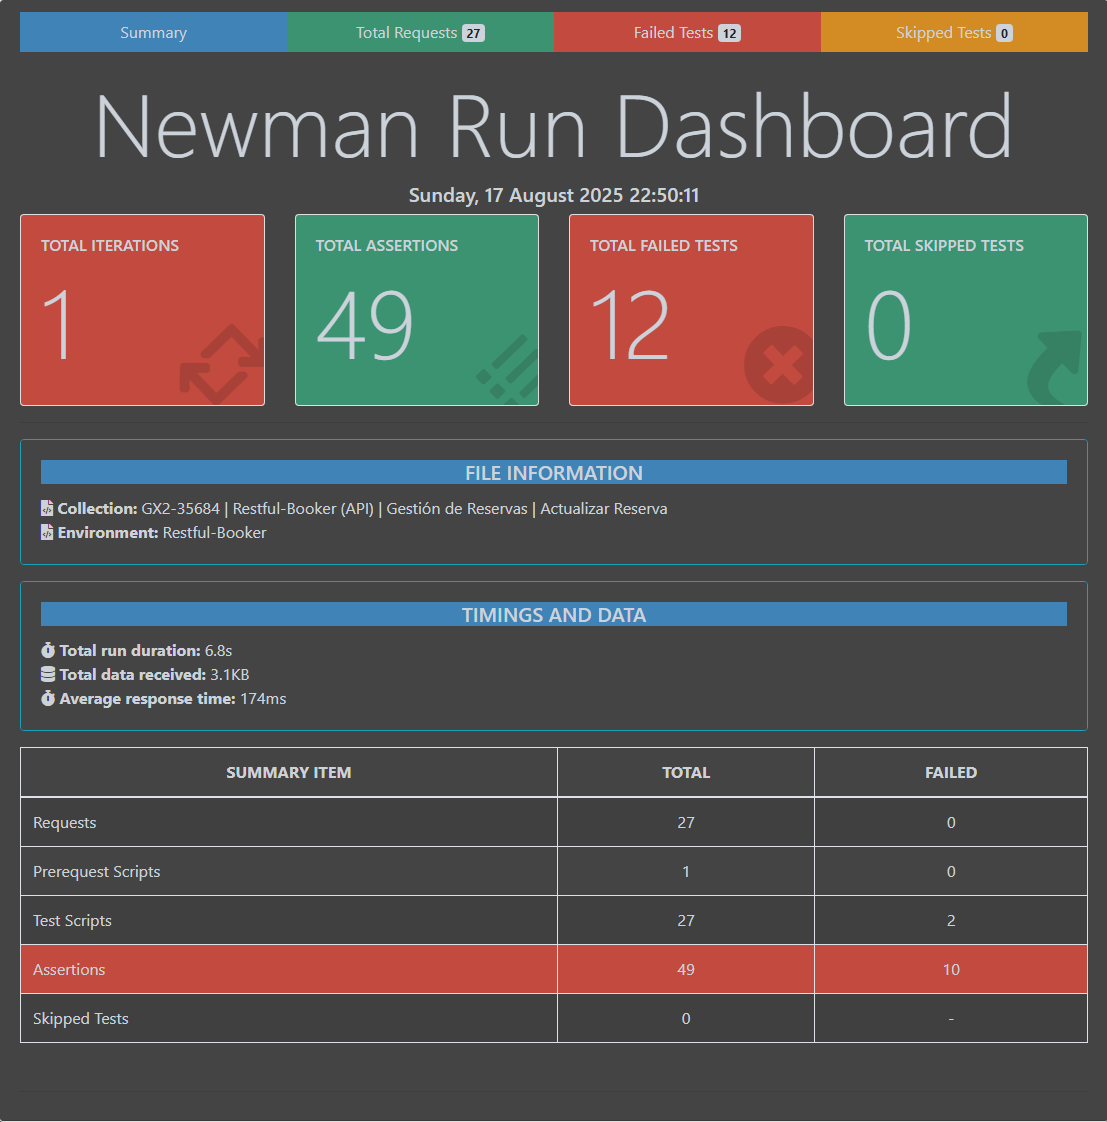 Summary Total Requests 27 Failed Tests 12 Skipped Tests 0
Newman Run Dashboard
Sunday, 17 August 2025 22:50:11
TOTAL ITERATIONS
1
TOTAL ASSERTIONS
49
TOTAL FAILED TESTS
12
TOTAL SKIPPED TESTS
0
FILE INFORMATION
Collection: GX2-35684 | Restful-Booker (API) | Gestión de Reservas | Actualizar Reserva
Environment: Restful-Booker
TIMINGS AND DATA
Total run duration: 6.8s
Total data received: 3.1KB
Average response time: 174ms
SUMMARY ITEM TOTAL FAILED
Requests 27 0
Prerequest Scripts 1 0
Test Scripts 27 2
Assertions 49 10
Skipped Tests 0 -